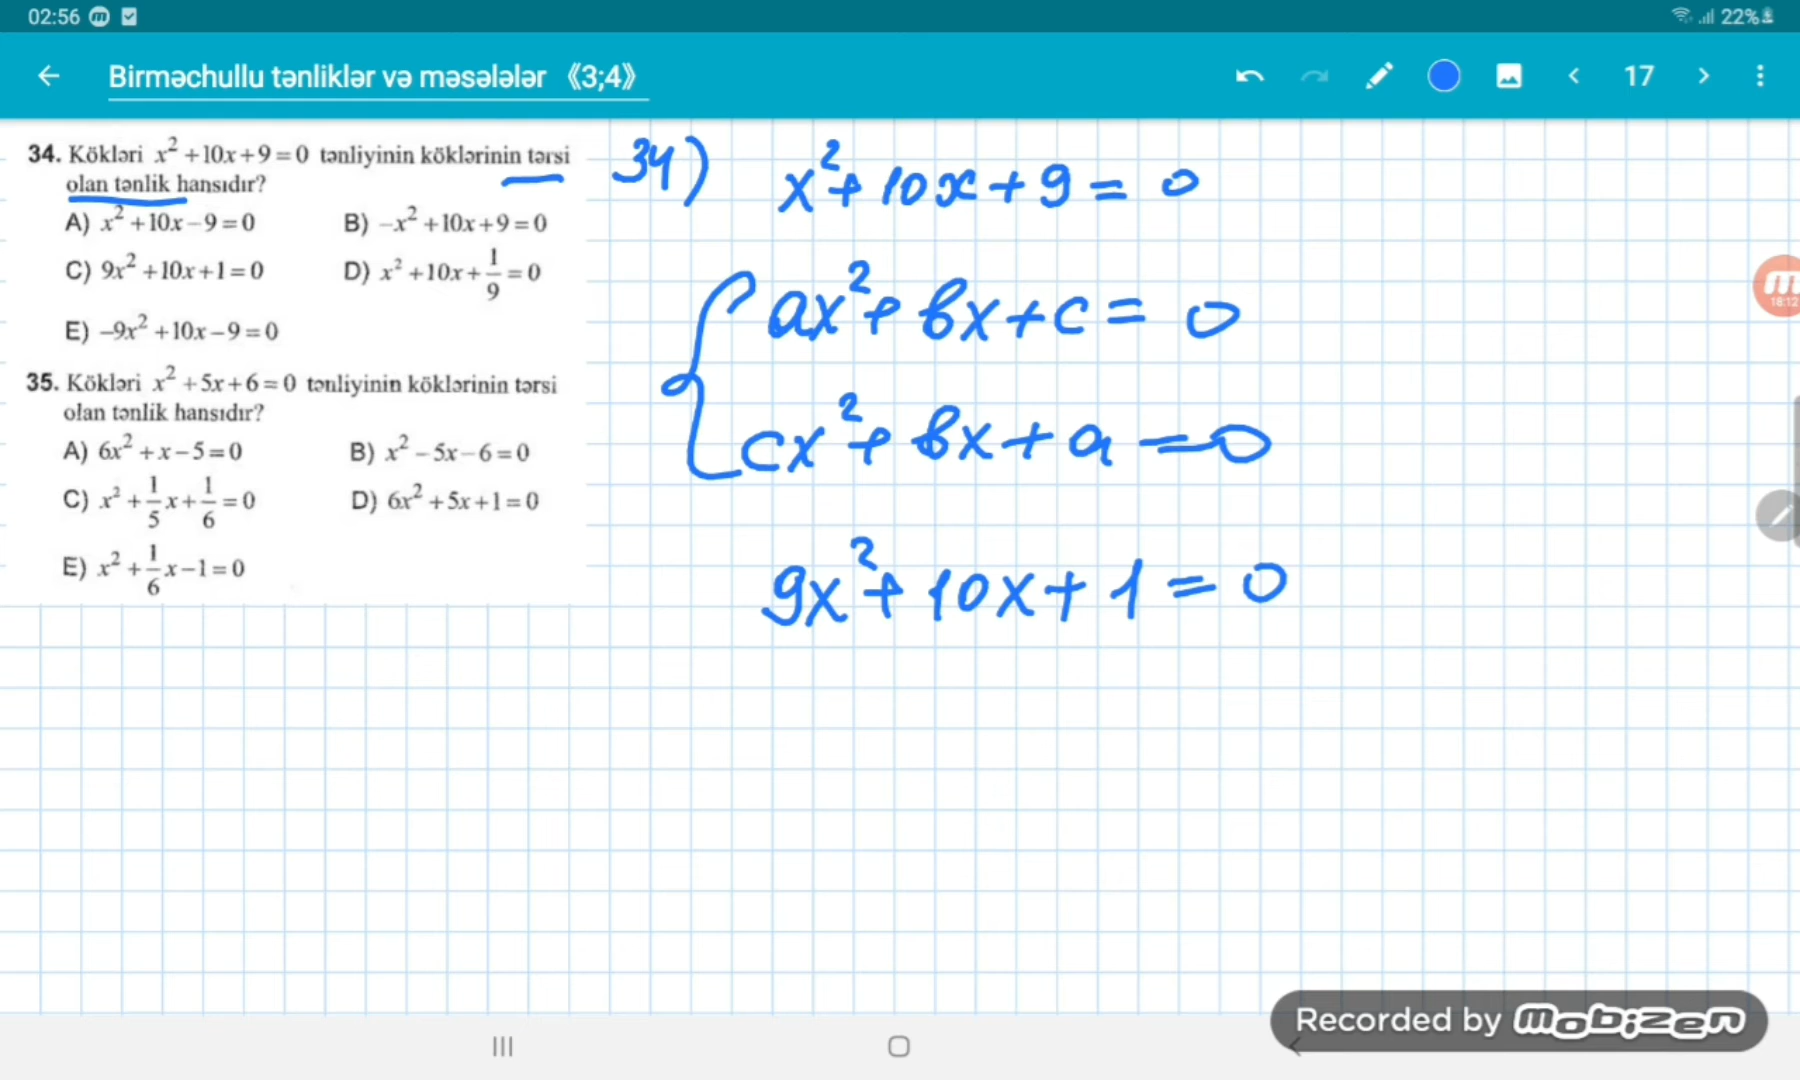 02:56
22%
Birməchullu tənliklər və məsələlər 《3;4》
17
34. Kökləri x² +10x+9=0 tənliyinin köklərinin tərsi
olan tənlik hansıdır?
A) x² +10x−9=0 B) −x² +10x+9=0
C) 9x² +10x+1=0 D) x² +10x+1/9=0
E) −9x² +10x−9=0
35. Kökləri x² +5x+6=0 tənliyinin köklərinin tərsi
olan tənlik hansıdır?
A) 6x² +x−5=0 B) x² −5x−6=0
C) x² +1/5x+1/6=0 D) 6x² +5x+1=0
E) x² +1/6x−1=0
34) x²+10x+9=0
ax²+bx+c=0
cx²+bx+a=0
9x²+10x+1=0
m
18:12
Recorded by mobizen